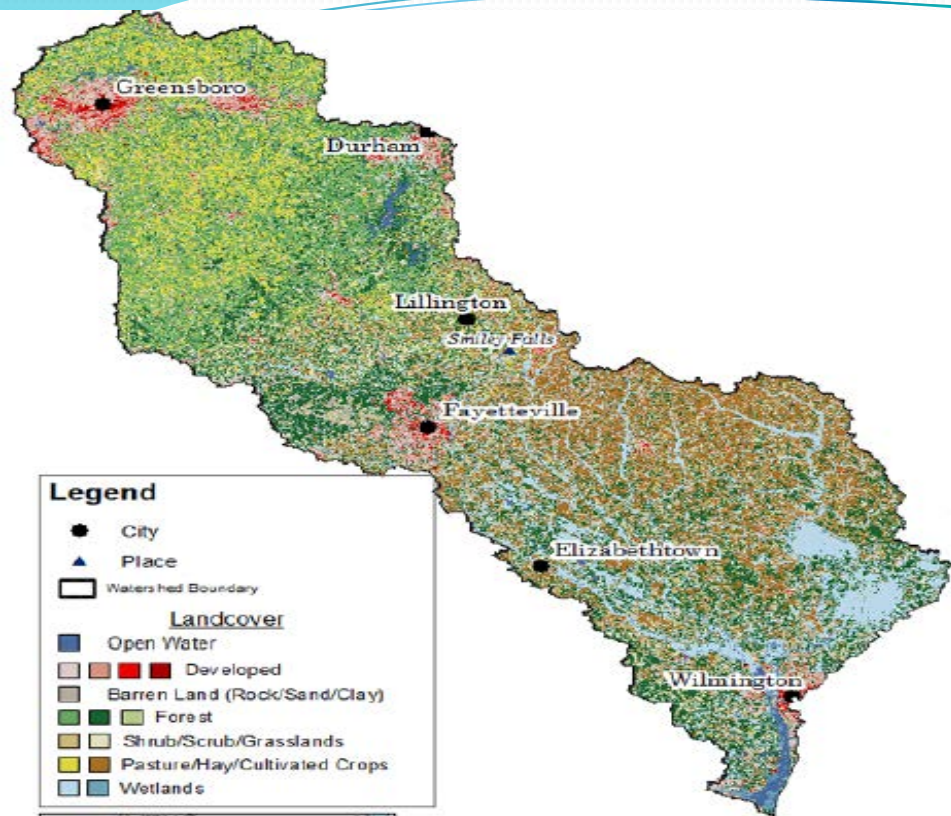 Greensboro
Durham
Lillington
Smiley Falls
Fayetteville
Elizabethtown
Wilmington
Legend
City
Place
Watershed Boundary
Landcover
Open Water
Developed
Barren Land (Rock/Sand/Clay)
Forest
Shrub/Scrub/Grasslands
Pasture/Hay/Cultivated Crops
Wetlands